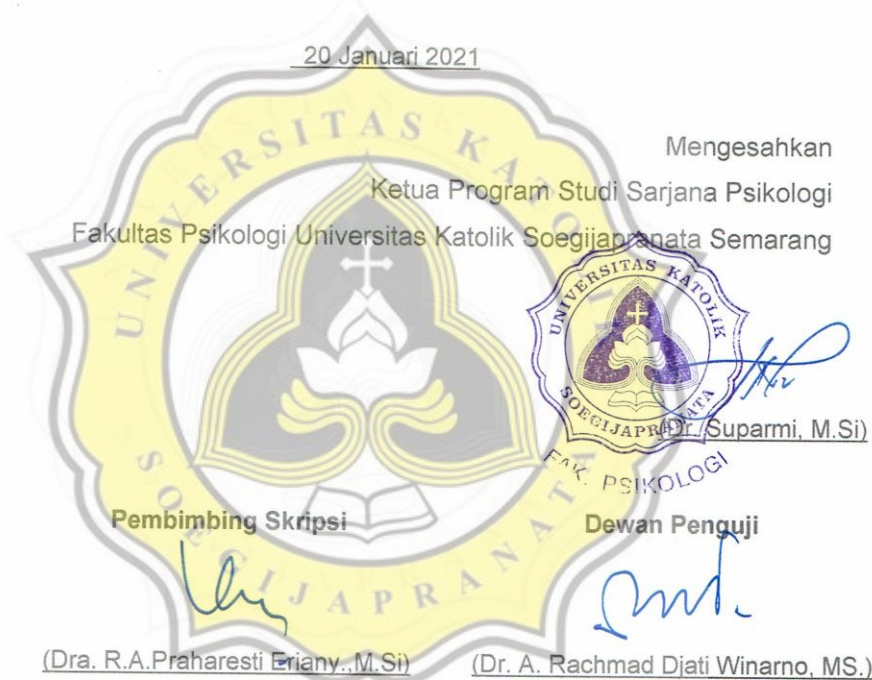 20 Januari 2021
Mengesahkan
Ketua Program Studi Sarjana Psikologi
Fakultas Psikologi Universitas Katolik Soegijapranata Semarang
UNIVERSITAS KATOLIK
SOEGIJAPRANATA
UNIVERSITAS KATOLIK
SOEGIJAPRANATA
FAK. PSIKOLOGI
(Dr. Suparmi, M.Si)
Pembimbing Skripsi
Dewan Penguji
(Dra. R.A.Praharesti Eriany.,M.Si)
(Dr. A. Rachmad Djati Winarno, MS.)